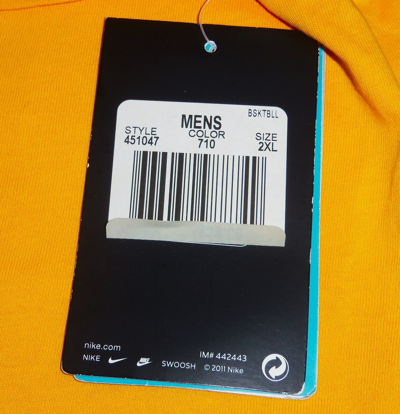 BSKTBLL
MENS
STYLE COLOR SIZE
451047 710 2XL
nike.com IM# 442443
NIKE SWOOSH © 2011 Nike